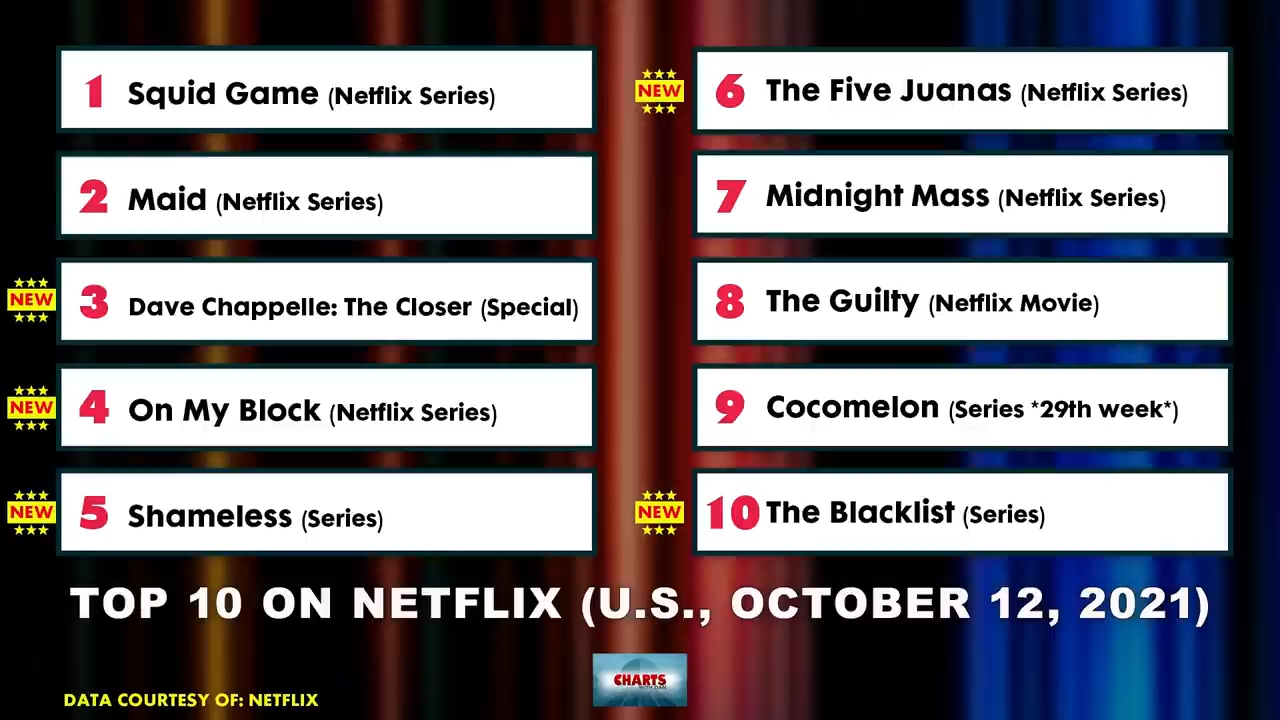 1 Squid Game (Netflix Series)
2 Maid (Netflix Series)
★★★
NEW
★★★
3 Dave Chappelle: The Closer (Special)
★★★
NEW
★★★
4 On My Block (Netflix Series)
★★★
NEW
★★★
5 Shameless (Series)
★★★
NEW
★★★
6 The Five Juanas (Netflix Series)
7 Midnight Mass (Netflix Series)
8 The Guilty (Netflix Movie)
9 Cocomelon (Series *29th week*)
★★★
NEW
★★★
10 The Blacklist (Series)
TOP 10 ON NETFLIX (U.S., OCTOBER 12, 2021)
CHARTS
WITH DAN
DATA COURTESY OF: NETFLIX